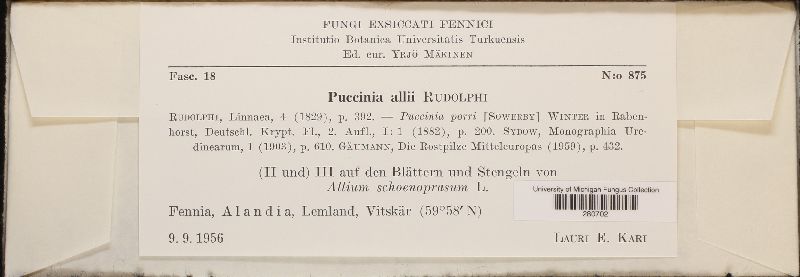 FUNGI EXSICCATI FENNICI
Institutio Botanica Universitatis Turkuensis
Ed. cur. YRJÖ MÄKINEN
Fasc. 18 N:o 875
Puccinia allii RUDOLPHI
RUDOLPHI, Linnaea, 4 (1829), p. 392. — Puccinia porri [SOWERBY] WINTER in Raben-
horst, Deutschl. Krypt. Fl., 2. Aufl., I: 1 (1882), p. 200. SYDOW, Monographia Ure-
dinearum, I (1903), p. 610. GÄUMANN, Die Rostpilze Mitteleuropas (1959), p. 432.
(II und) III auf den Blättern und Stengeln von
Allium schoenoprasum L.
Fennia, Alandia, Lemland, Vitskär (59°58′ N)
9. 9. 1956 LAURI E. KARI
University of Michigan Fungus Collection
280702